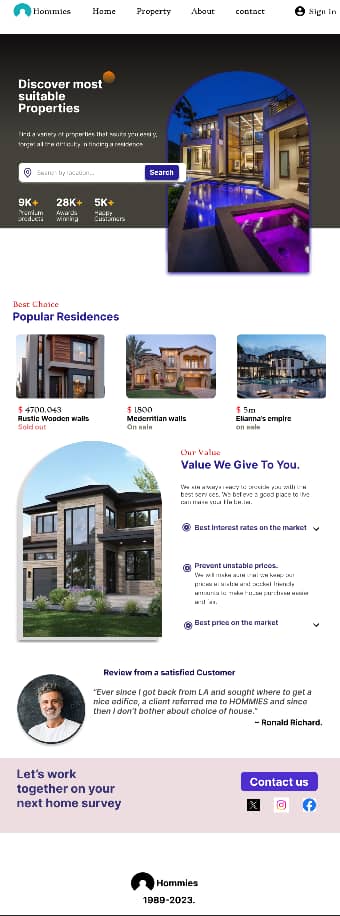 Hommies Home Property About contact Sign In
Discover most
suitable
Properties
Find a variety of properties that suits you easily,
forget all the difficulty in finding a residence
Search by location... Search
9K+ 28K+ 5K+
Premium Awards Happy
products winning Customers
Best Choice
Popular Residences
$ 4700.043 $ 1800 $ 5m
Rustic Wooden walls Mederritian walls Elianna's empire
Sold out On sale on sale
Our Value
Value We Give To You.
We are always ready to provide you with the
best services. We believe a good place to live
can make your life better.
Best interest rates on the market
Prevent unstable prices.
We will make sure that we keep our
prices at stable and pocket friendly
amounts to make house purchase easier
and fas.
Best price on the market
Review from a satisfied Customer
“Ever since I got back from LA and sought where to get a
nice edifice, a client referred me to HOMMIES and since
then I don’t bother about choice of house.”
– Ronald Richard.
Let’s work
together on your
next home survey
Contact us
Hommies
1989-2023.